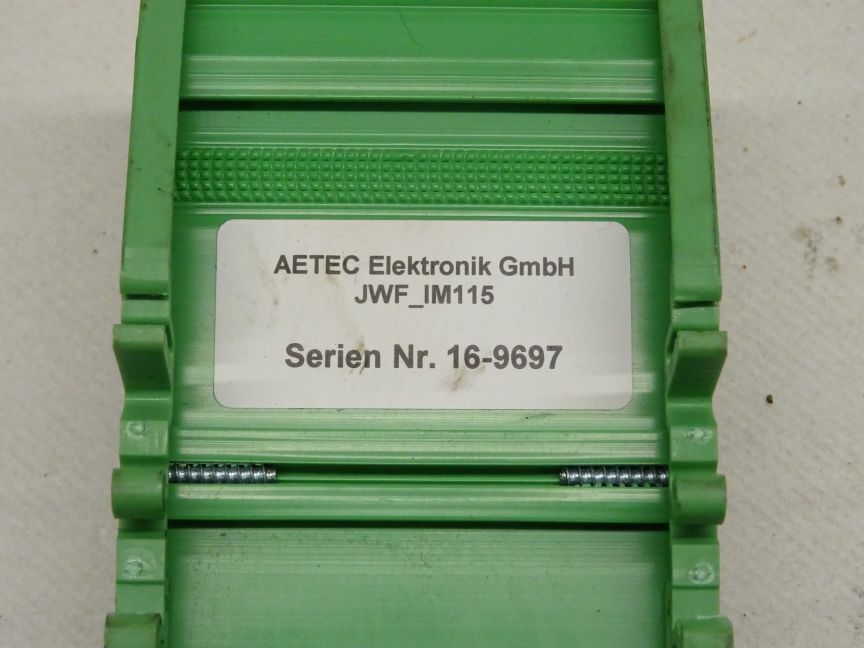 AETEC Elektronik GmbH
JWF_IM115
Serien Nr. 16-9697